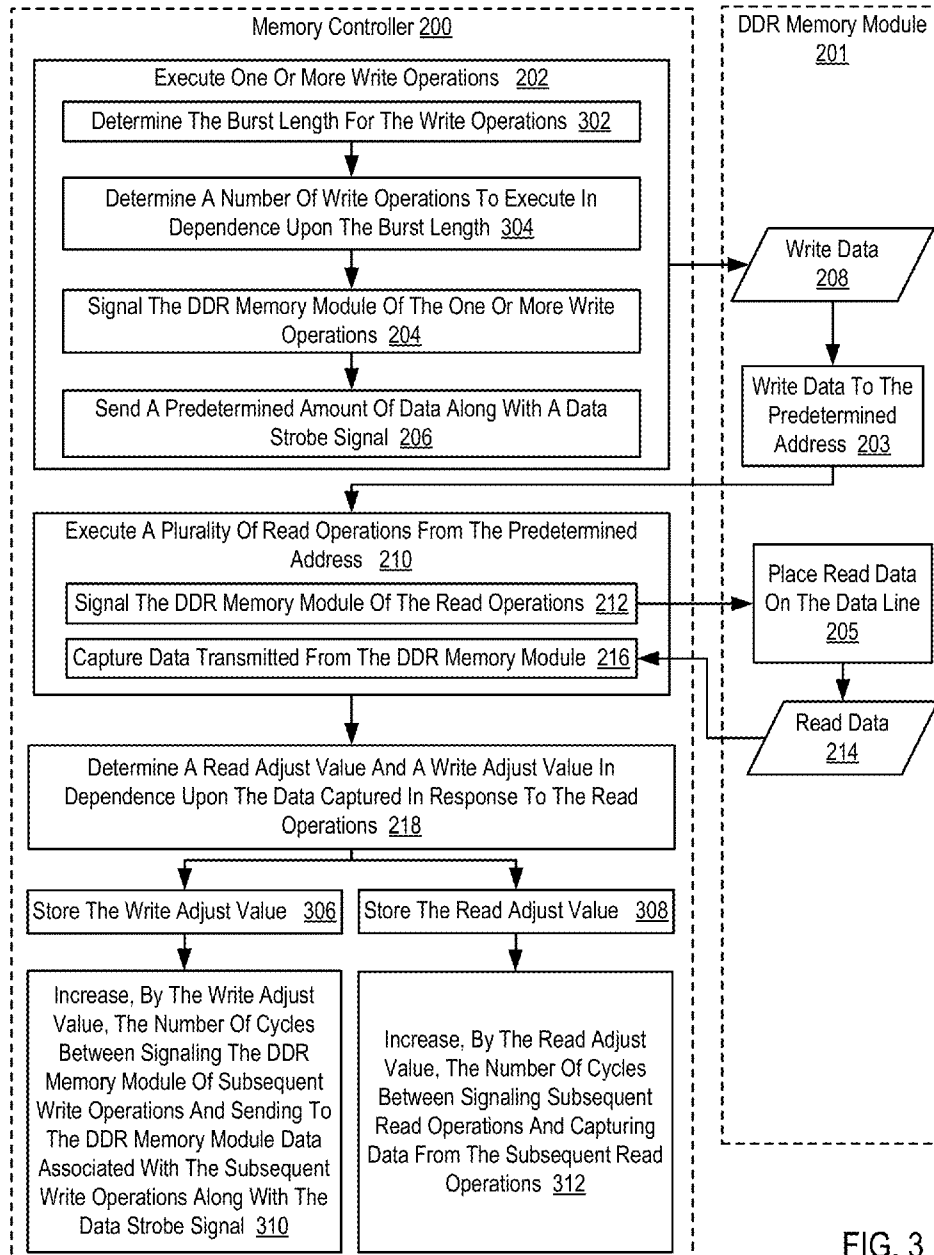 Memory Controller 200
DDR Memory Module
201
Execute One Or More Write Operations 202
Determine The Burst Length For The Write Operations 302
Determine A Number Of Write Operations To Execute In
Dependence Upon The Burst Length 304
Signal The DDR Memory Module Of The One Or More Write
Operations 204
Send A Predetermined Amount Of Data Along With A Data
Strobe Signal 206
Write Data
208
Write Data To The
Predetermined
Address 203
Execute A Plurality Of Read Operations From The Predetermined
Address 210
Signal The DDR Memory Module Of The Read Operations 212
Capture Data Transmitted From The DDR Memory Module 216
Place Read Data
On The Data Line
205
Read Data
214
Determine A Read Adjust Value And A Write Adjust Value In
Dependence Upon The Data Captured In Response To The Read
Operations 218
Store The Write Adjust Value 306
Store The Read Adjust Value 308
Increase, By The Write Adjust
Value, The Number Of Cycles
Between Signaling The DDR
Memory Module Of Subsequent
Write Operations And Sending To
The DDR Memory Module Data
Associated With The Subsequent
Write Operations Along With The
Data Strobe Signal 310
Increase, By The Read Adjust
Value, The Number Of Cycles
Between Signaling Subsequent
Read Operations And Capturing
Data From The Subsequent Read
Operations 312
FIG. 3